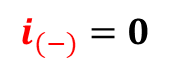 i(−) = 0